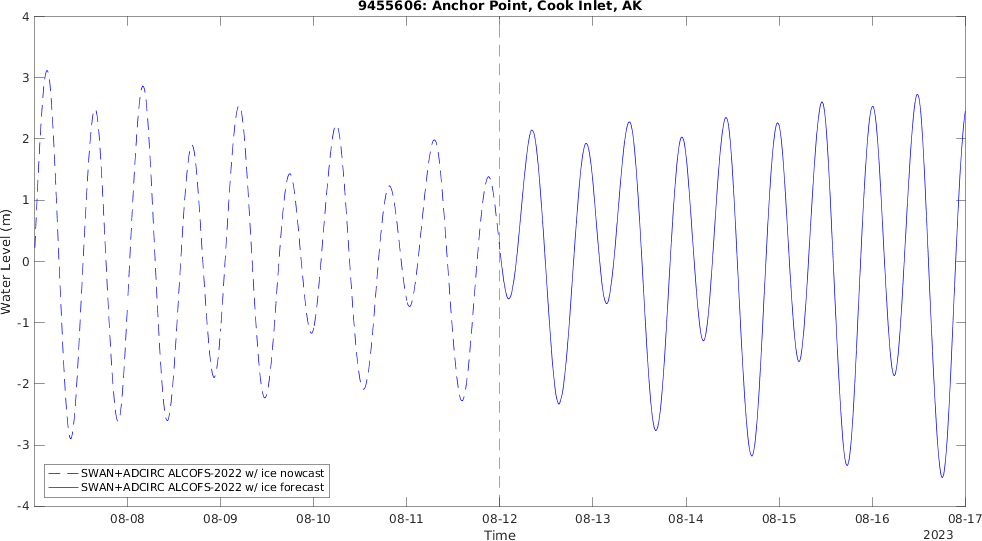 9455606: Anchor Point, Cook Inlet, AK
4
3
2
1
0
-1
-2
-3
-4
Water Level (m)
SWAN+ADCIRC ALCOFS-2022 w/ ice nowcast
SWAN+ADCIRC ALCOFS-2022 w/ ice forecast
08-08 08-09 08-10 08-11 08-12 08-13 08-14 08-15 08-16 08-17
Time
2023